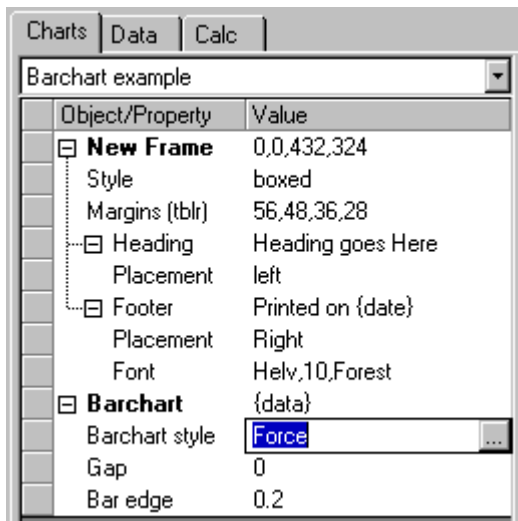 Charts Data Calc
Barchart example
Object/Property Value
New Frame 0,0,432,324
Style boxed
Margins (tblr) 56,48,36,28
Heading Heading goes Here
Placement left
Footer Printed on {date}
Placement Right
Font Helv,10,Forest
Barchart {data}
Barchart style Force ...
Gap 0
Bar edge 0.2